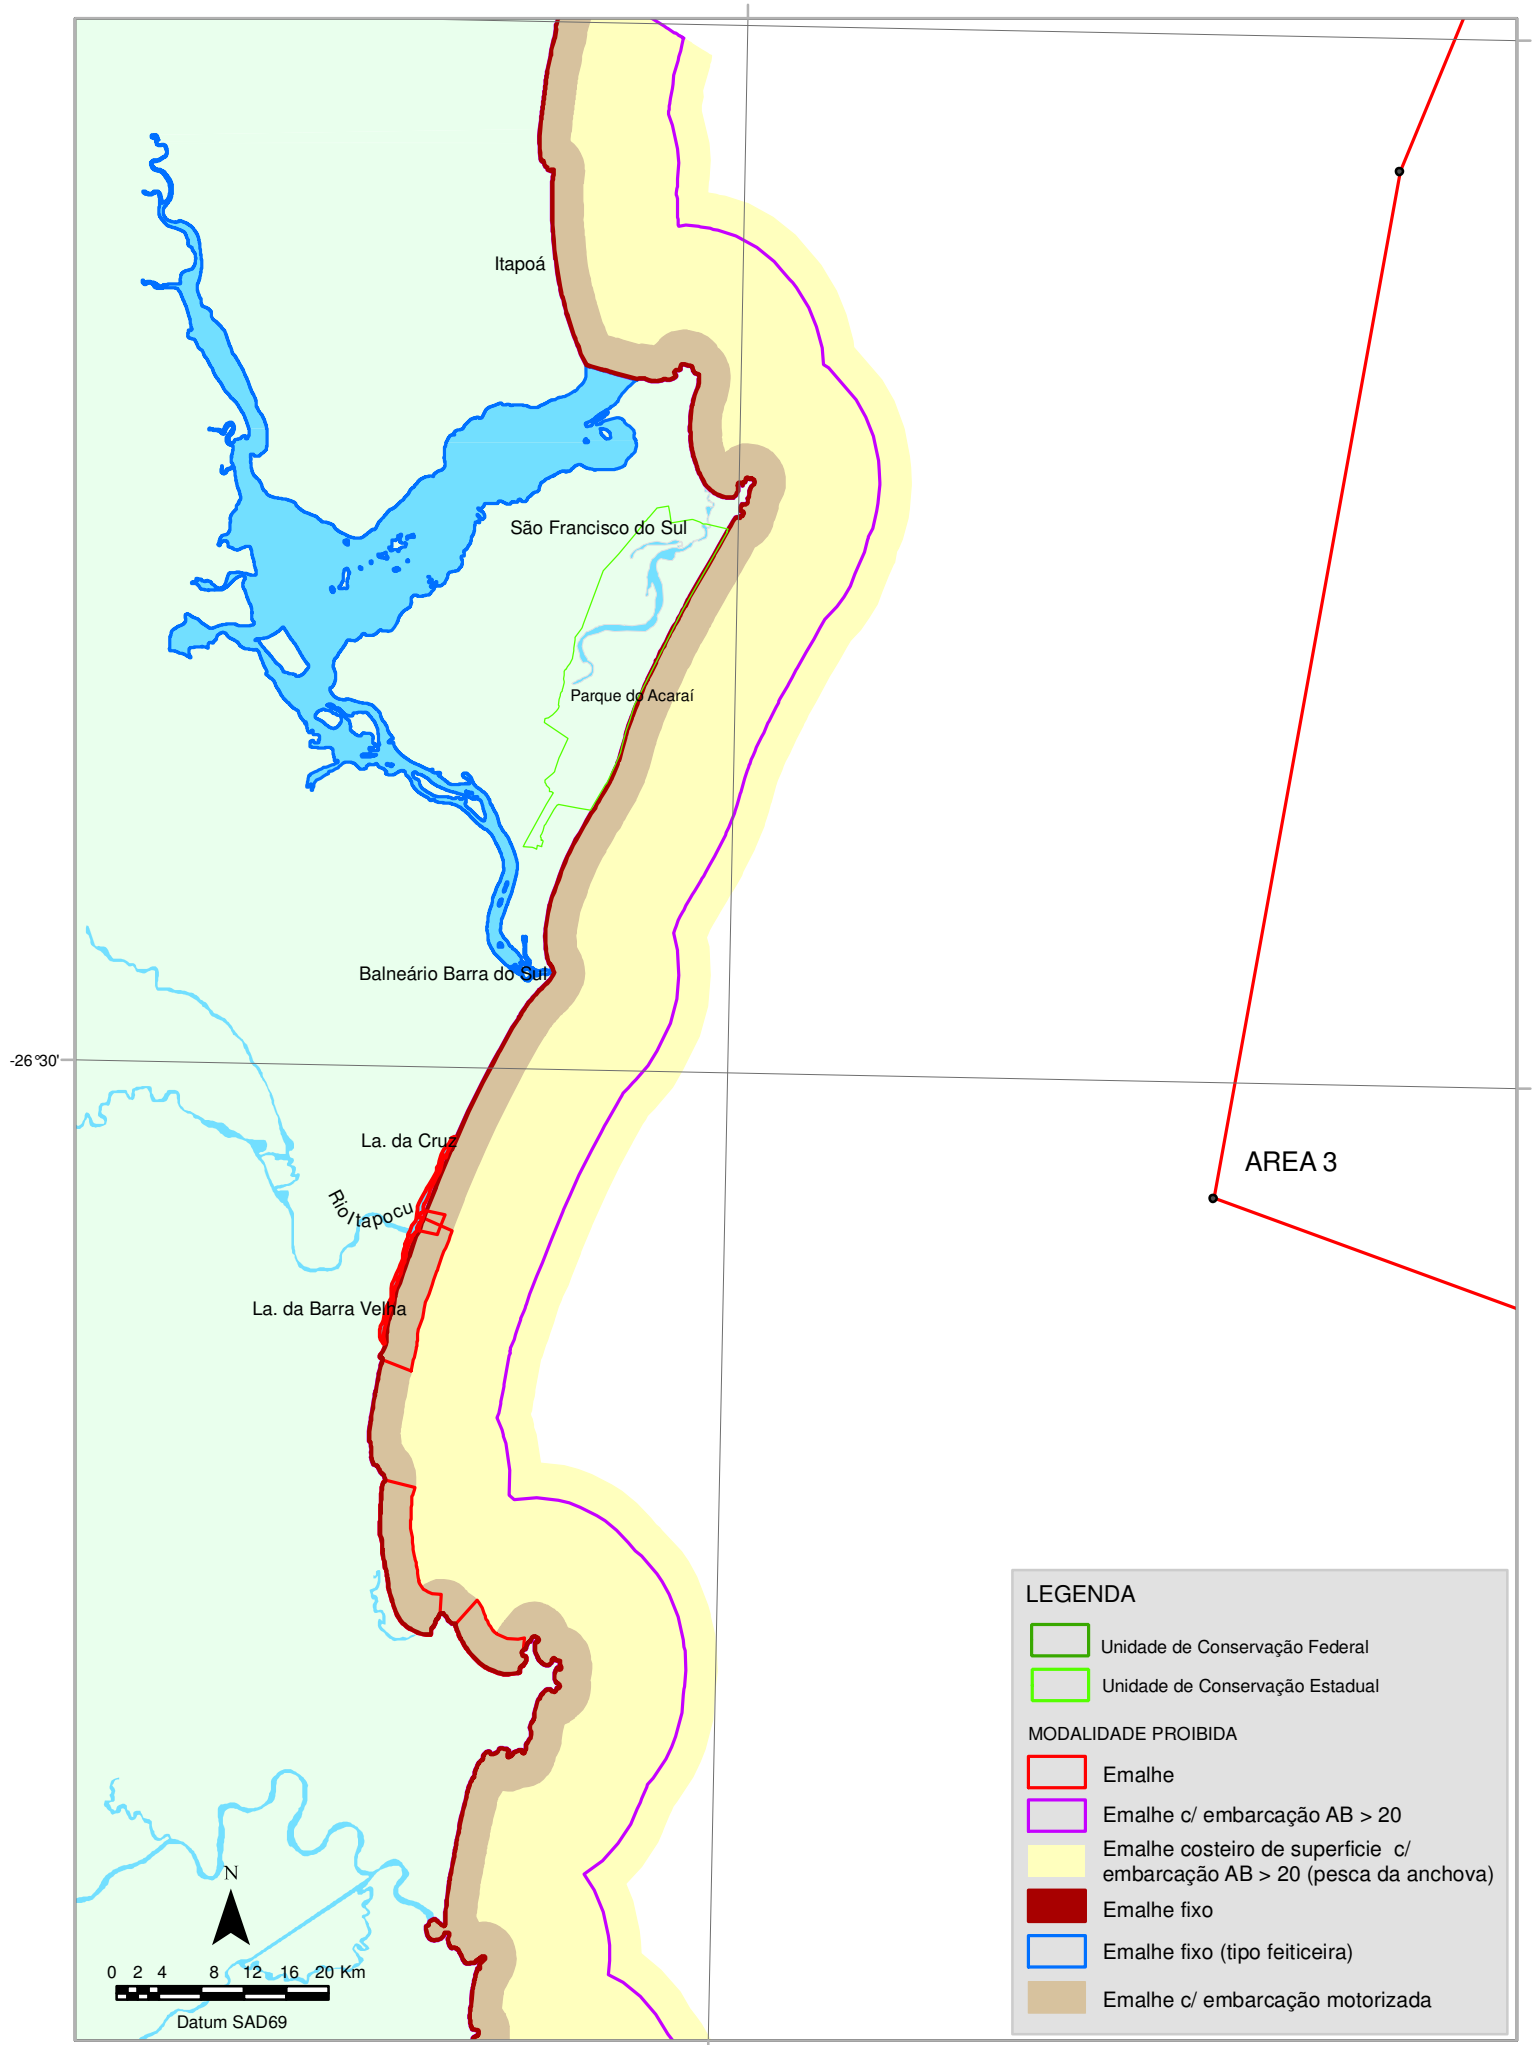 Itapoá
São Francisco do Sul
Parque do Acaraí
Balneário Barra do Sul
-26°30'
La. da Cruz
AREA 3
Rio Itapocu
La. da Barra Velha
LEGENDA
Unidade de Conservação Federal
Unidade de Conservação Estadual
MODALIDADE PROIBIDA
Emalhe
Emalhe c/ embarcação AB > 20
Emalhe costeiro de superficie c/
embarcação AB > 20 (pesca da anchova)
Emalhe fixo
Emalhe fixo (tipo feiticeira)
Emalhe c/ embarcação motorizada
N
0 2 4 8 12 16 20 Km
Datum SAD69